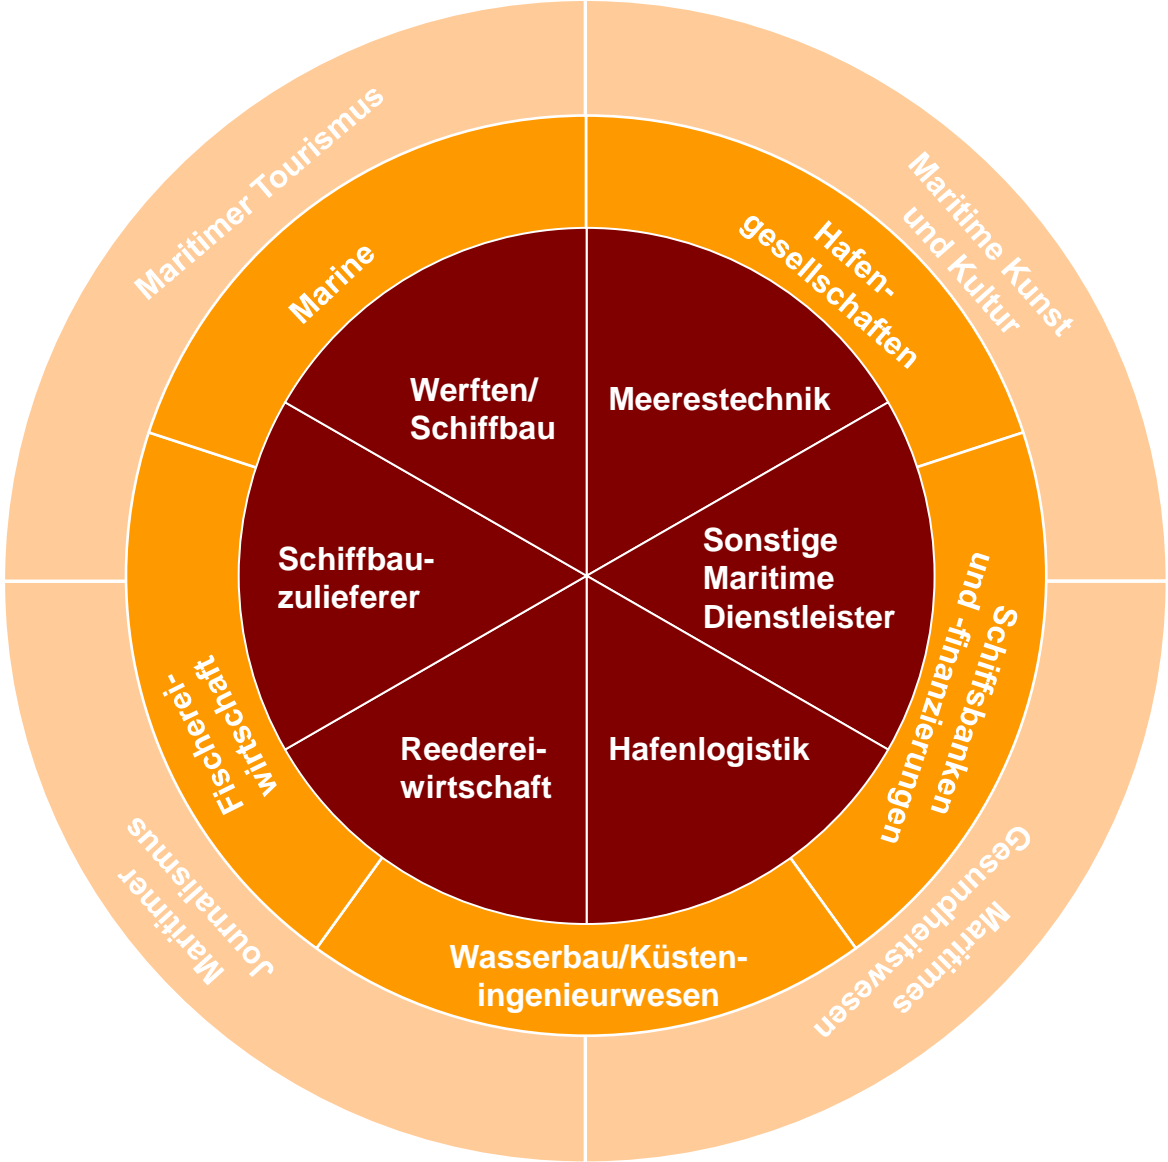 Maritimer Tourismus
Maritime Kunst
und Kultur
Marine
Hafen-
gesellschaften
Werften/
Schiffbau
Meerestechnik
Schiffbau-
zulieferer
Sonstige
Maritime
Dienstleister
Reederei-
wirtschaft
Hafenlogistik
Fischerei-
wirtschaft
Schiffsbanken
und -finanzierungen
Wasserbau/Küsten-
ingenieurwesen
Maritimer
Journalismus
Maritimes
Gesundheitswesen